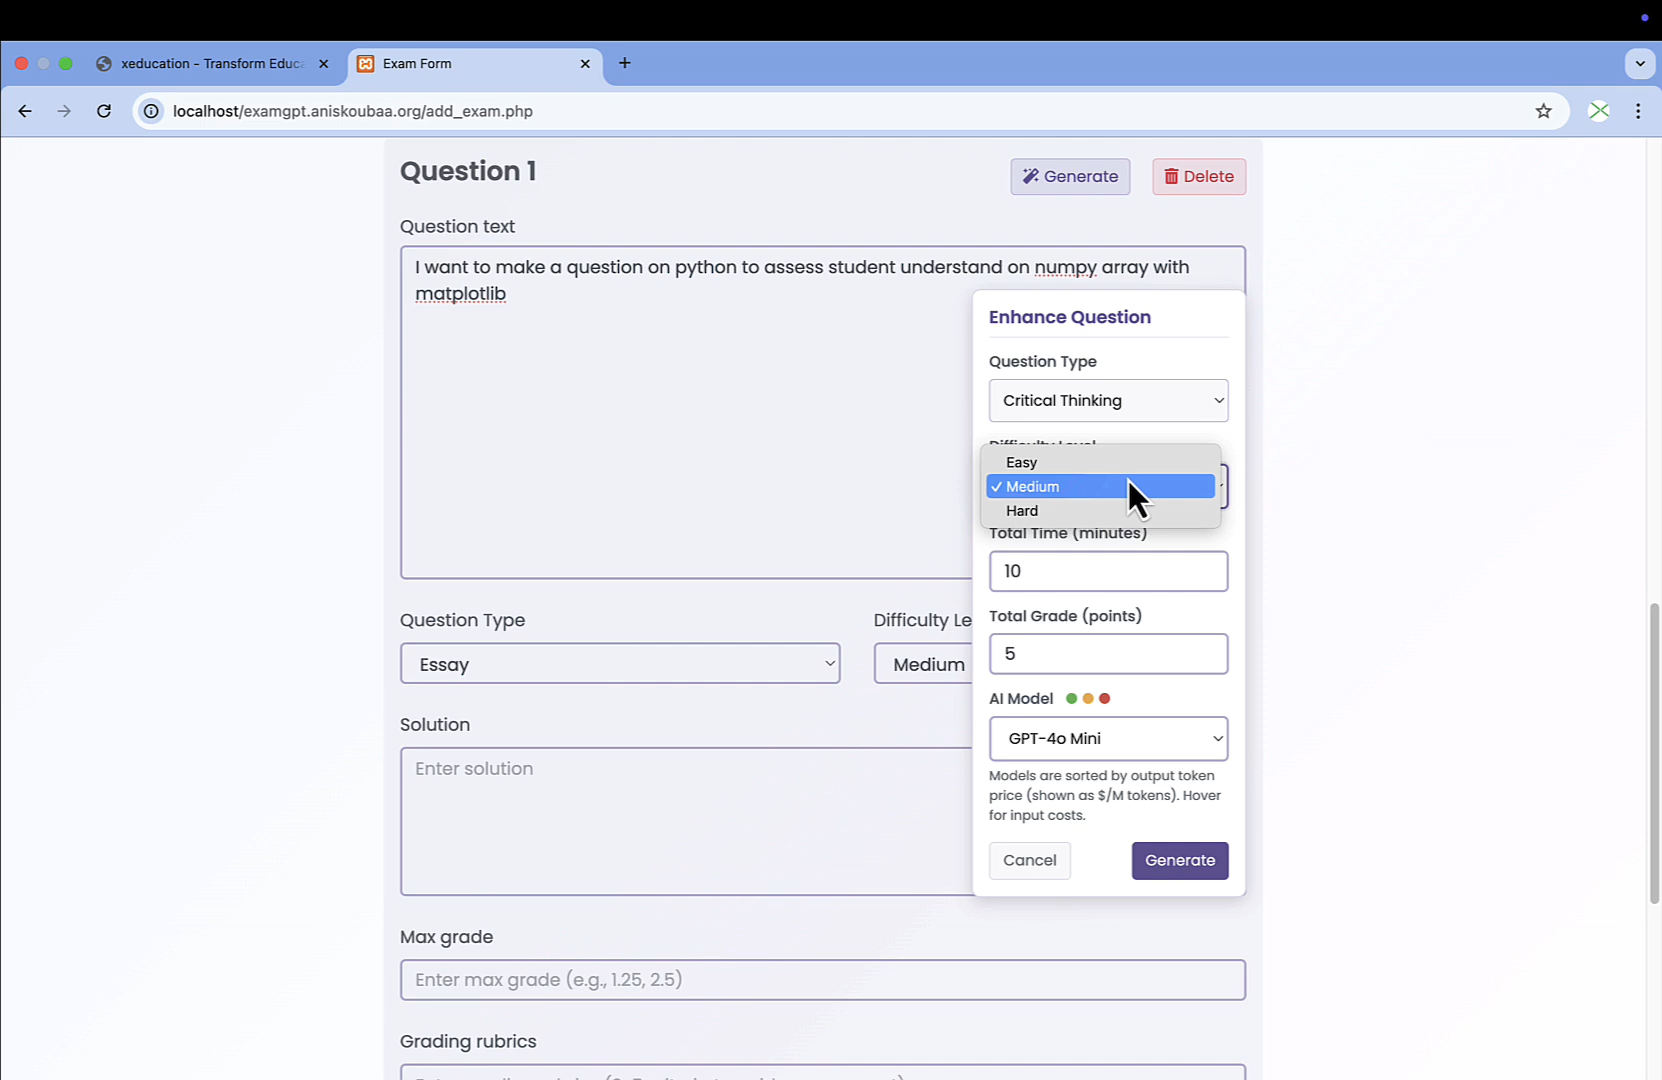 xeducation - Transform Educ
Exam Form
localhost/examgpt.aniskoubaa.org/add_exam.php
Question 1
Generate
Delete
Question text
I want to make a question on python to assess student understand on numpy array with
matplotlib
Enhance Question
Question Type
Critical Thinking
Difficulty Level
Easy
✓ Medium
Hard
Total Time (minutes)
10
Total Grade (points)
5
AI Model
GPT-4o Mini
Models are sorted by output token
price (shown as $/M tokens). Hover
for input costs.
Cancel
Generate
Question Type
Difficulty Le
Essay
Medium
Solution
Enter solution
Max grade
Enter max grade (e.g., 1.25, 2.5)
Grading rubrics